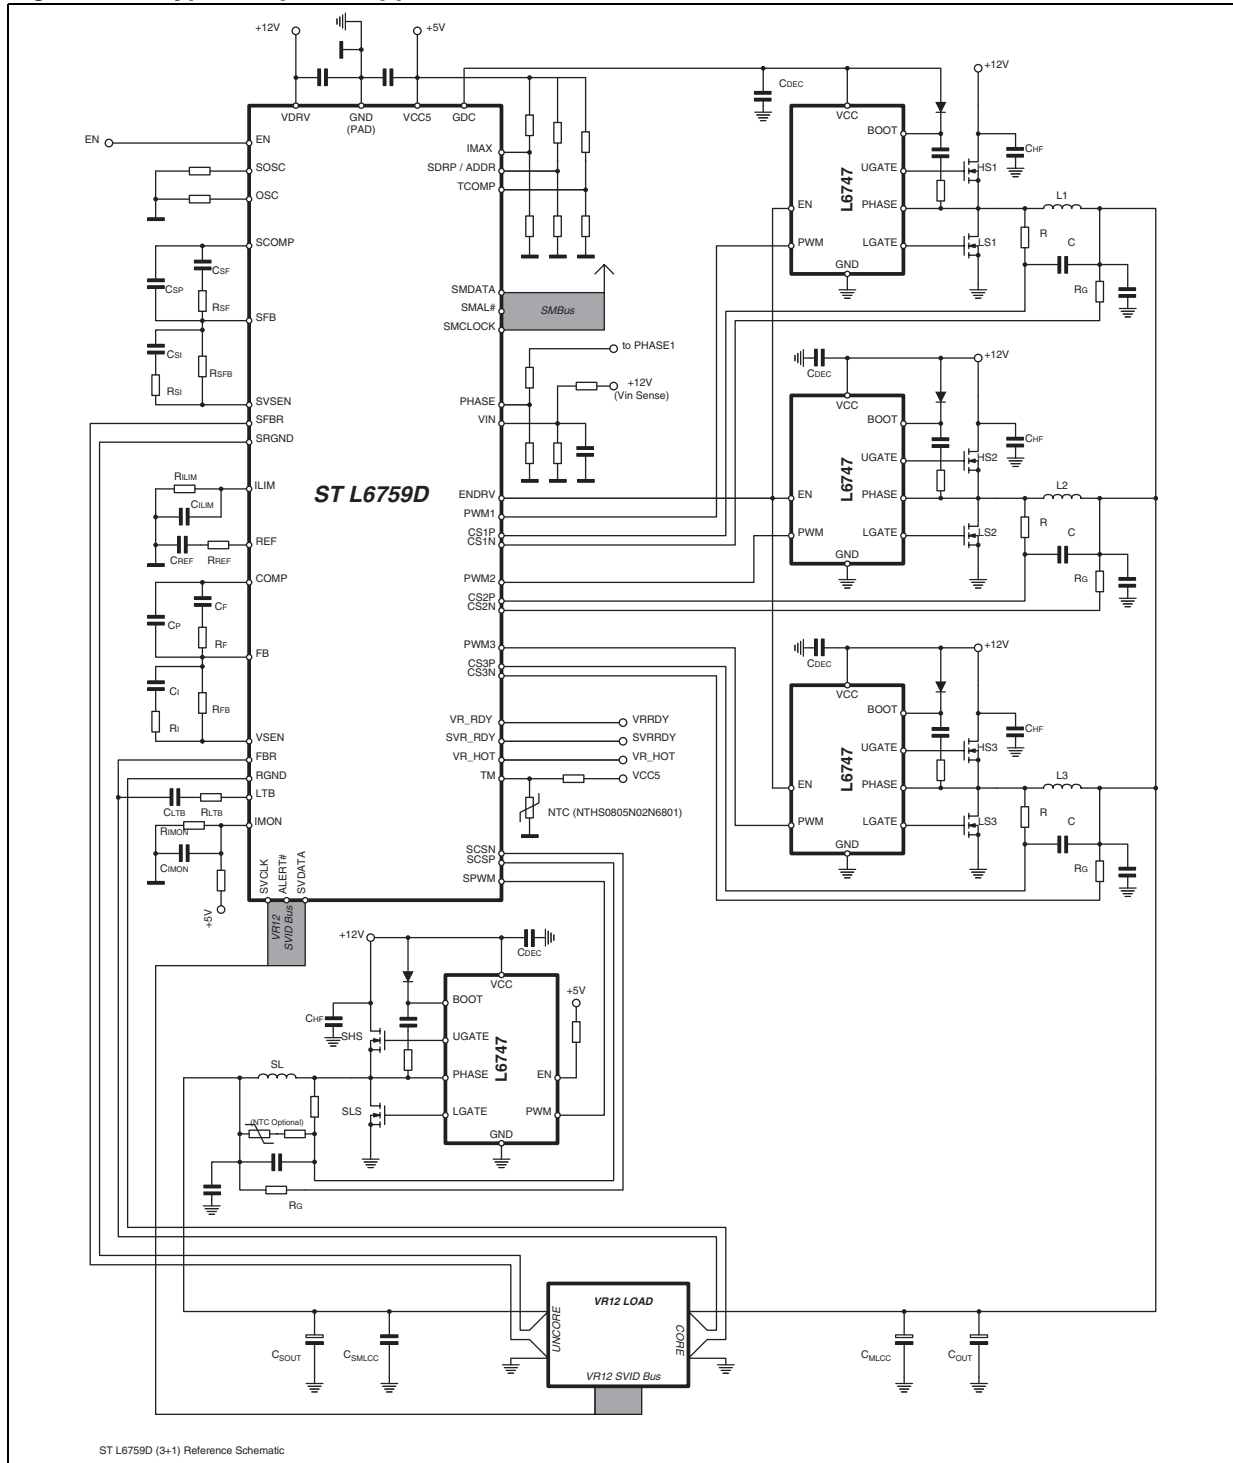 +12V
+5V
VDRV
GND
(PAD)
VCC5
GDC
EN
EN
SOSC
OSC
SCOMP
CSF
CSP
RSF
SFB
CSI
RSFB
RSI
SVSEN
SFBR
SRGND
RILIM
ILIM
CILIM
REF
CREF
RREF
COMP
CF
CP
RF
FB
CI
RFB
RI
VSEN
FBR
RGND
LTB
CLTB
RLTB
RIMON
IMON
CIMON
+5V
SVCLK
ALERT#
SVDATA
VR12
SVID Bus
ST L6759D
IMAX
SDRP / ADDR
TCOMP
SMDATA
SMAL#
SMCLOCK
SMBus
to PHASE1
+12V
(Vin Sense)
PHASE
VIN
ENDRV
PWM1
CS1P
CS1N
PWM2
CS2P
CS2N
PWM3
CS3P
CS3N
VR_RDY
VRRDY
SVR_RDY
SVRRDY
VR_HOT
VR_HOT
TM
VCC5
NTC (NTHS0805N02N6801)
SCSN
SCSP
SPWM
CDEC
+12V
VCC
BOOT
CHF
UGATE
HS1
L6747
EN
PHASE
L1
PWM
LGATE
LS1
R
C
GND
RG
CDEC
+12V
VCC
BOOT
CHF
UGATE
HS2
L6747
EN
PHASE
L2
PWM
LGATE
LS2
R
C
GND
RG
CDEC
+12V
VCC
BOOT
CHF
UGATE
HS3
L6747
EN
PHASE
L3
PWM
LGATE
LS3
R
C
GND
RG
+12V
CDEC
VCC
+5V
BOOT
CHF
SHS
UGATE
L6747
SL
PHASE
EN
SLS
LGATE
PWM
(NTC Optional)
GND
RG
VR12 LOAD
UNCORE
CORE
VR12 SVID Bus
CSOUT
CSMLCC
CMLCC
COUT
ST L6759D (3+1) Reference Schematic